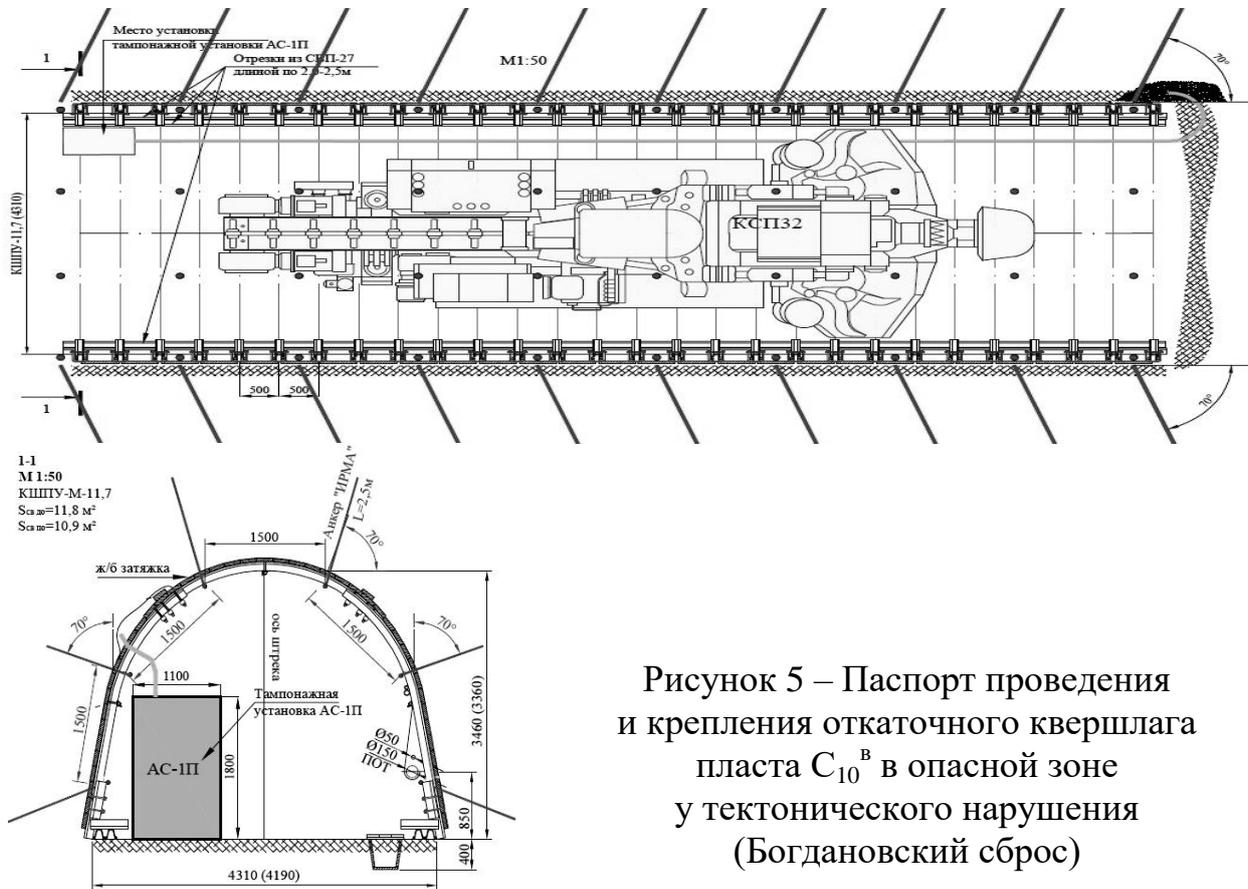 Место установки
тампонажной установки АС-1П
Отрезки из СВП-27
длиной по 2,0-2,5м
М1:50
1
70°
КШПУ-11,7 (4310)
КСП32
500
500
1
70°
1-1
М 1:50
КШПУ-М-11,7
Sсв до=11,8 м²
Sсв по=10,9 м²
Анкер "ИРМА"
L=2,5м
70°
1500
ж/б затяжка
70°
1500
1500
70°
ось штрека
1100
Тампонажная
установка АС-1П
1500
АС-1П
1800
Ø50
Ø150
ПОТ
3460 (3360)
850
400
4310 (4190)
Рисунок 5 – Паспорт проведения
и крепления откаточного квершлага
пласта С₁₀ᵛ в опасной зоне
у тектонического нарушения
(Богдановский сброс)